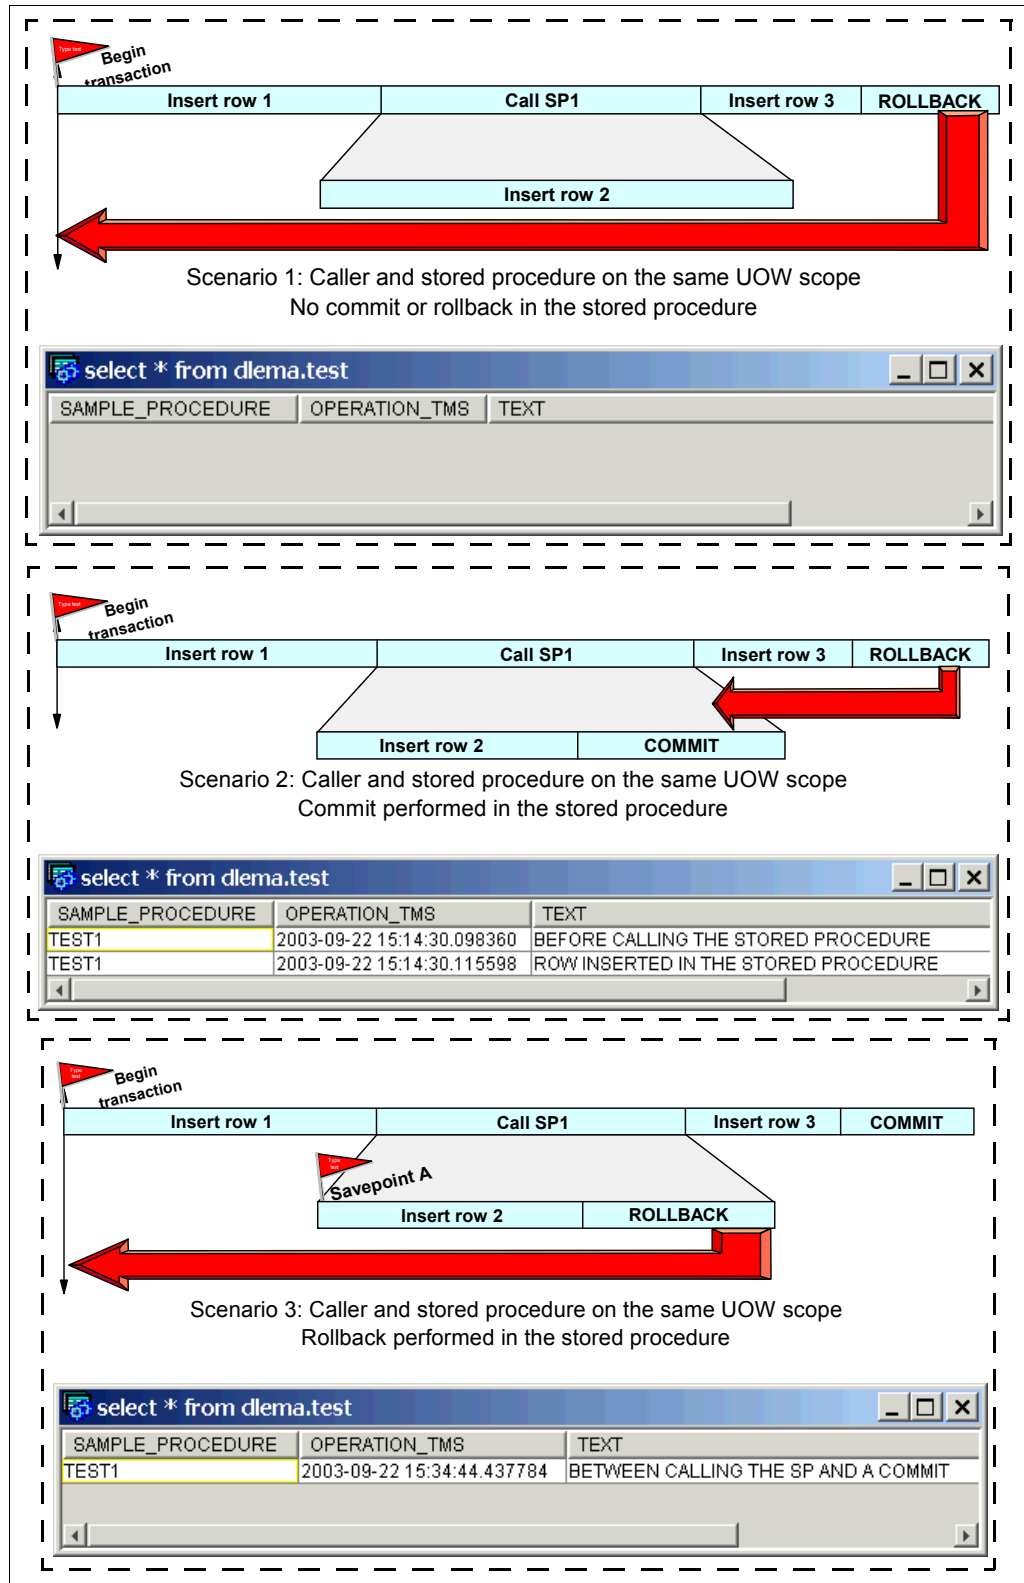 Type text
Begin
transaction
Insert row 1 Call SP1 Insert row 3 ROLLBACK
Insert row 2
Scenario 1: Caller and stored procedure on the same UOW scope
No commit or rollback in the stored procedure
select * from dlema.test
SAMPLE_PROCEDURE OPERATION_TMS TEXT
Type text
Begin
transaction
Insert row 1 Call SP1 Insert row 3 ROLLBACK
Insert row 2 COMMIT
Scenario 2: Caller and stored procedure on the same UOW scope
Commit performed in the stored procedure
select * from dlema.test
SAMPLE_PROCEDURE OPERATION_TMS TEXT
TEST1 2003-09-22 15:14:30.098360 BEFORE CALLING THE STORED PROCEDURE
TEST1 2003-09-22 15:14:30.115598 ROW INSERTED IN THE STORED PROCEDURE
Type
text
Begin
transaction
Insert row 1 Call SP1 Insert row 3 COMMIT
Type
text
Savepoint A
Insert row 2 ROLLBACK
Scenario 3: Caller and stored procedure on the same UOW scope
Rollback performed in the stored procedure
select * from dlema.test
SAMPLE_PROCEDURE OPERATION_TMS TEXT
TEST1 2003-09-22 15:34:44.437784 BETWEEN CALLING THE SP AND A COMMIT